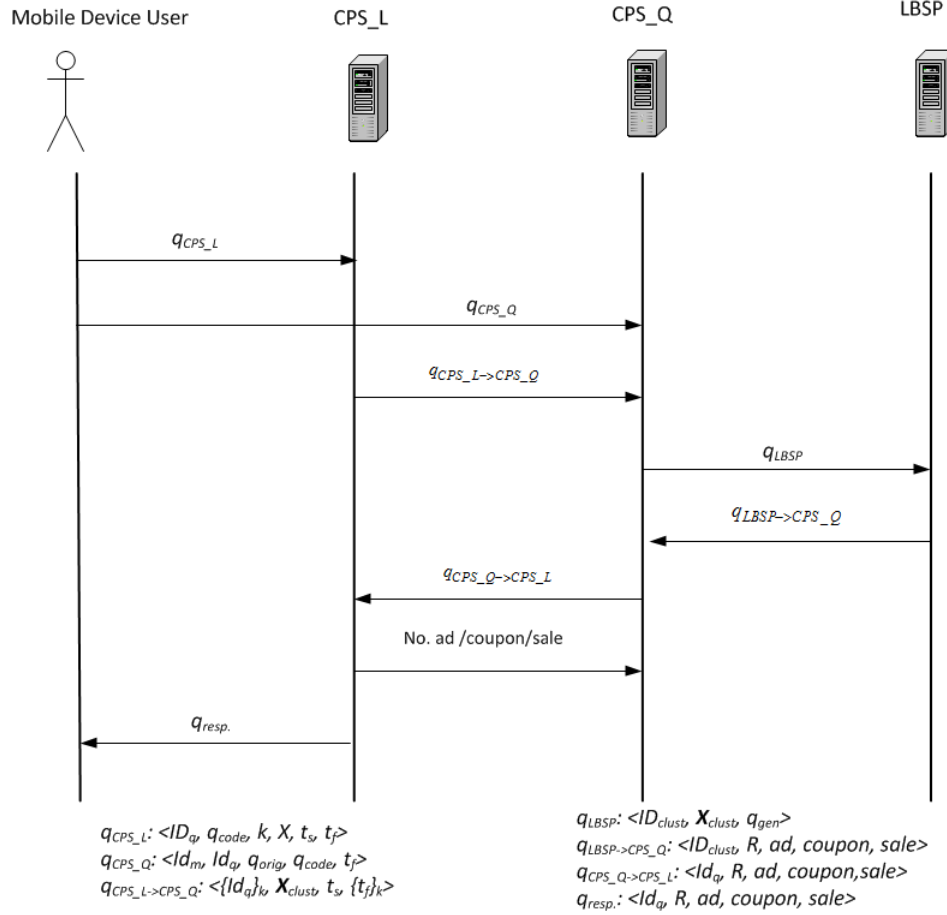 Mobile Device User CPS_L CPS_Q LBSP
qCPS_L
qCPS_Q
qCPS_L->CPS_Q
qLBSP
qLBSP->CPS_Q
qCPS_Q->CPS_L
No. ad /coupon/sale
qresp.
qCPS_L: <IDq, qcode, k, X, ts, tf>
qCPS_Q: <Idm, Idq, qorig, qcode, tf>
qCPS_L->CPS_Q: <{Idq}k, Xclust, ts, {tf}k>
qLBSP: <IDclust, Xclust, qgen>
qLBSP->CPS_Q: <IDclust, R, ad, coupon, sale>
qCPS_Q->CPS_L: <Idq, R, ad, coupon,sale>
qresp.: <Idq, R, ad, coupon, sale>